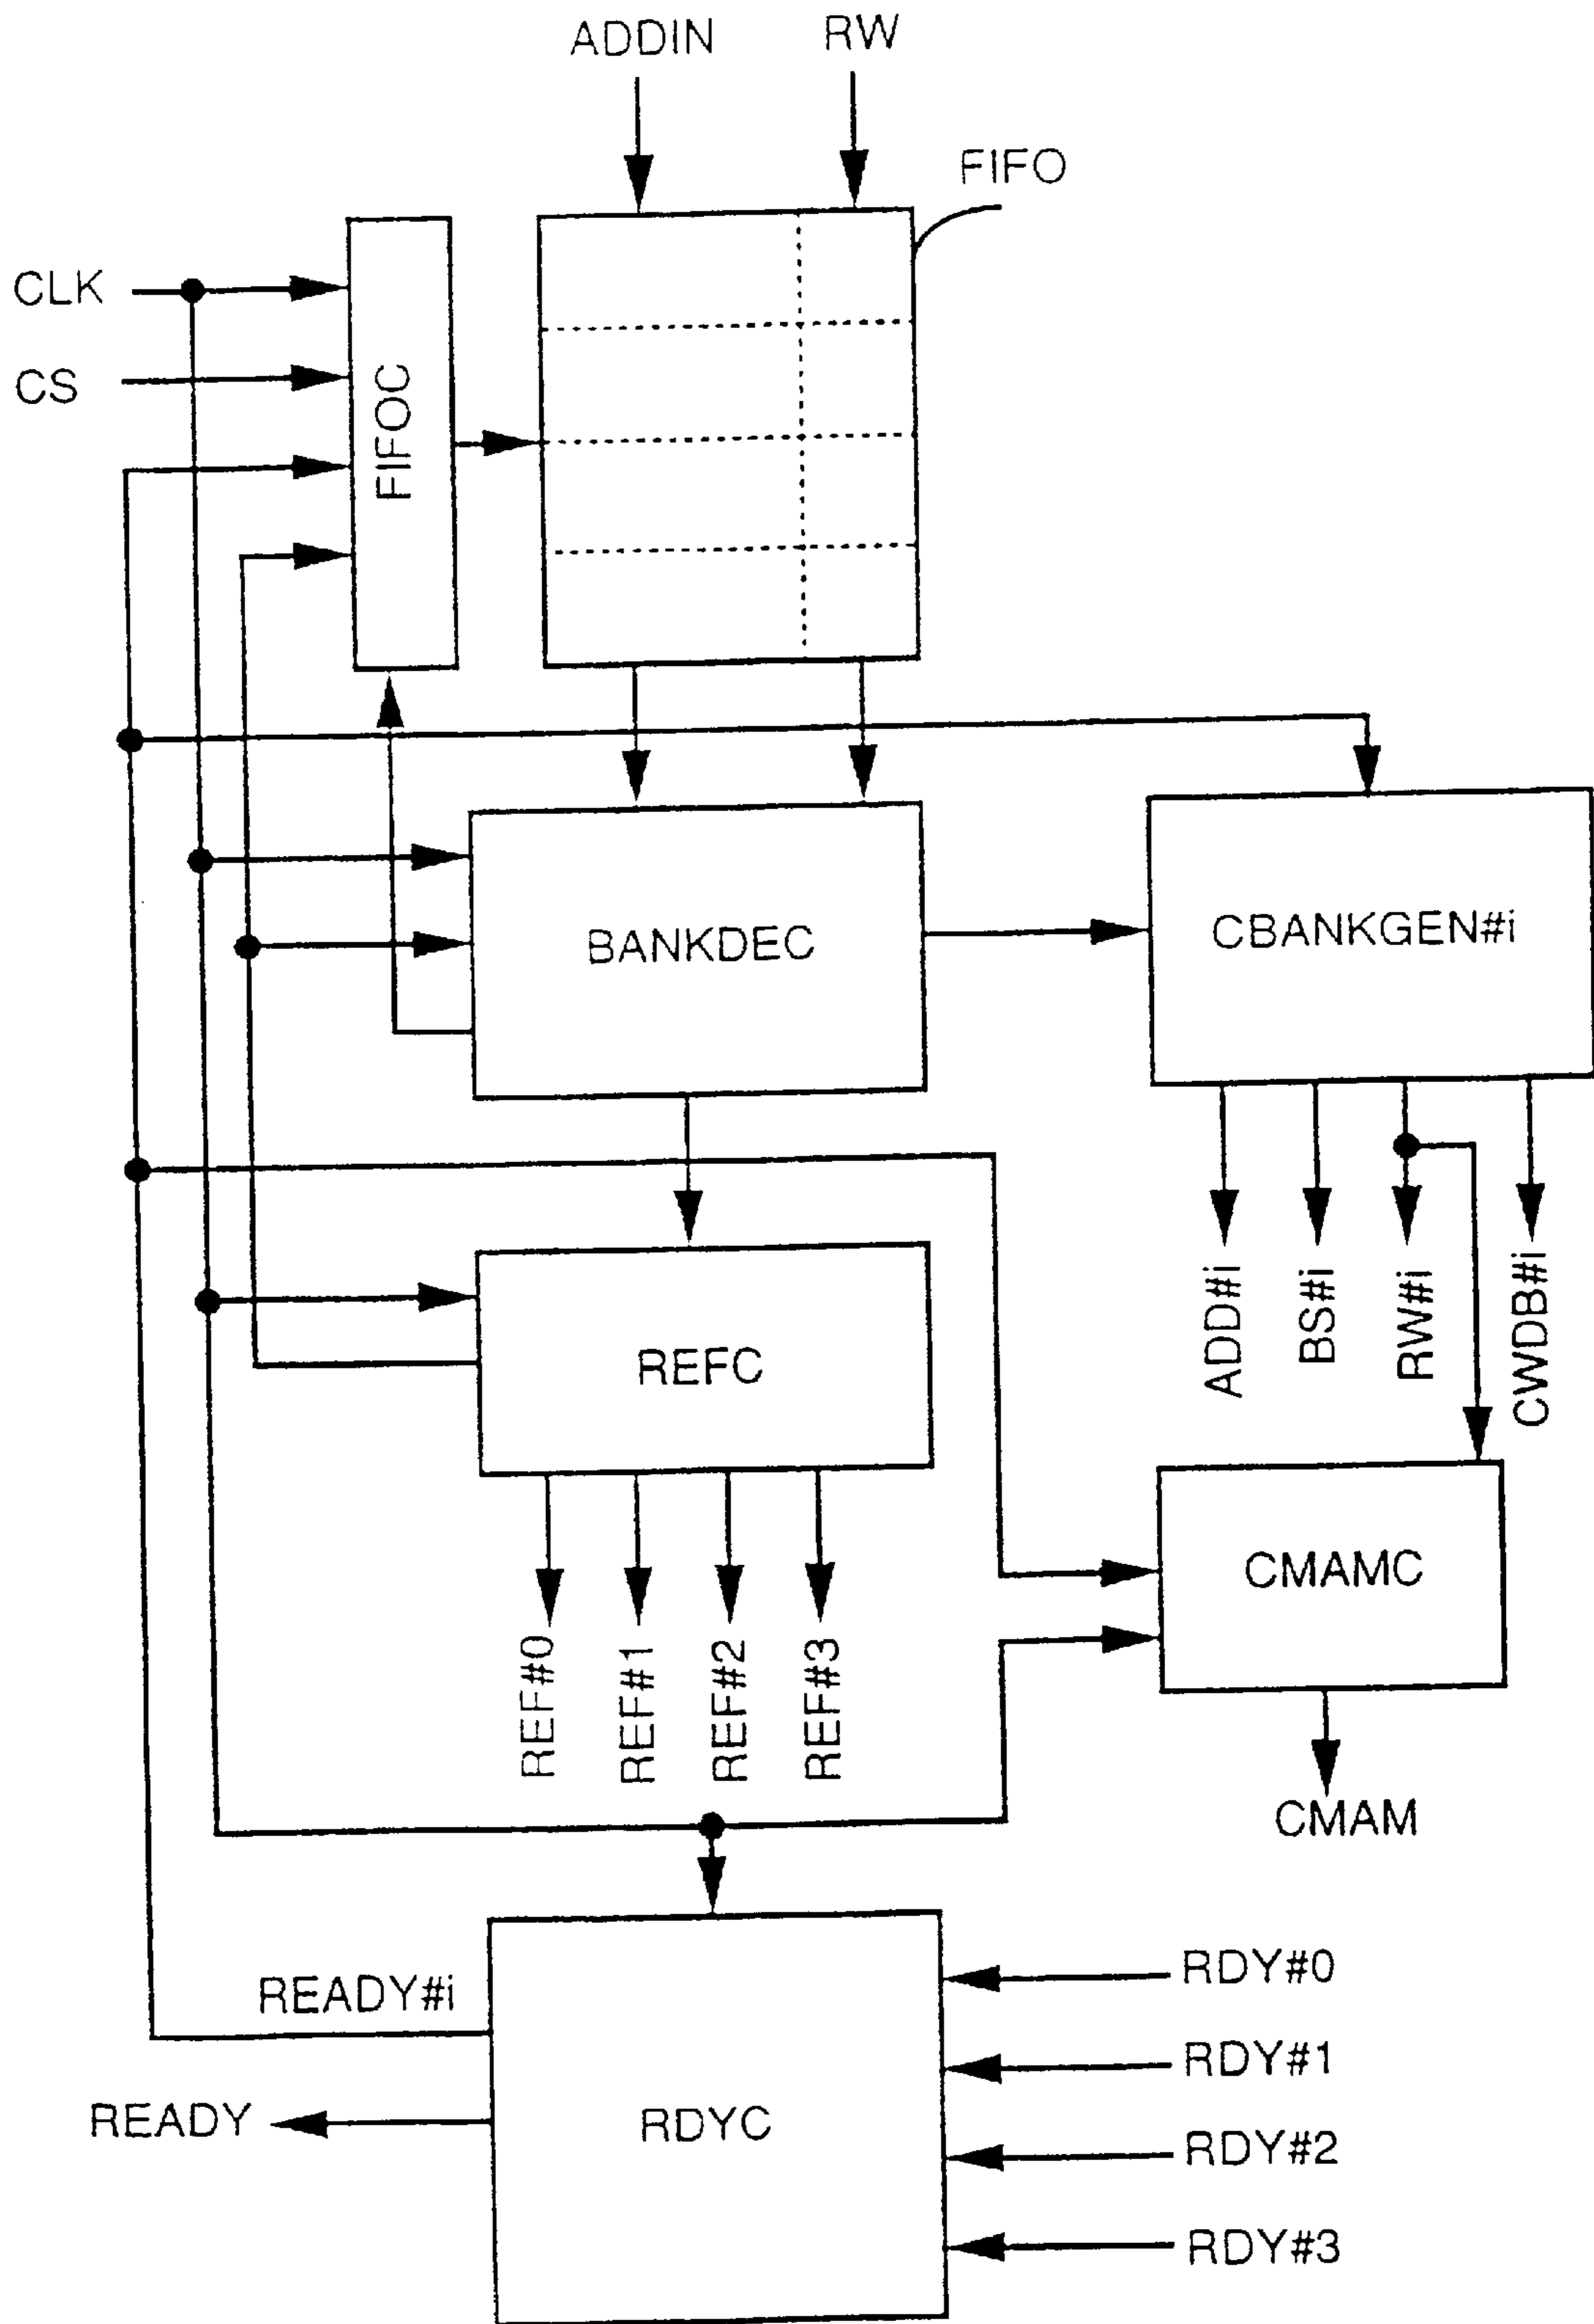 ADDIN
RW
FIFO
CLK
CS
FIFOC
BANKDEC
CBANKGEN#i
ADD#i
BS#i
RW#i
CWDB#i
REFC
REF#0
REF#1
REF#2
REF#3
CMAMC
CMAM
READY#i
READY
RDYC
RDY#0
RDY#1
RDY#2
RDY#3